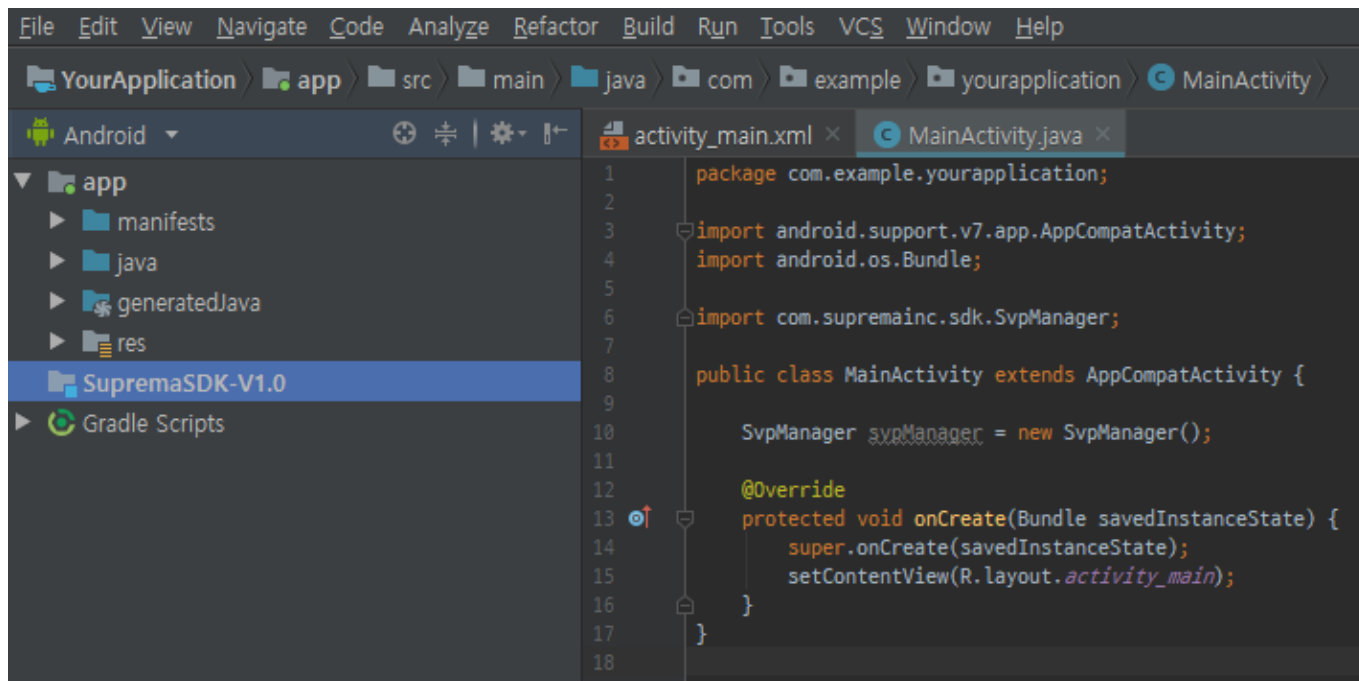 File Edit View Navigate Code Analyze Refactor Build Run Tools VCS Window Help
YourApplication app src main java com example yourapplication MainActivity
Android
activity_main.xml MainActivity.java
app
manifests
java
generatedJava
res
SupremaSDK-V1.0
Gradle Scripts
1 package com.example.yourapplication;
2
3 import android.support.v7.app.AppCompatActivity;
4 import android.os.Bundle;
5
6 import com.supremainc.sdk.SvpManager;
7
8 public class MainActivity extends AppCompatActivity {
9
10 SvpManager svpManager = new SvpManager();
11
12 @Override
13 protected void onCreate(Bundle savedInstanceState) {
14 super.onCreate(savedInstanceState);
15 setContentView(R.layout.activity_main);
16 }
17 }
18